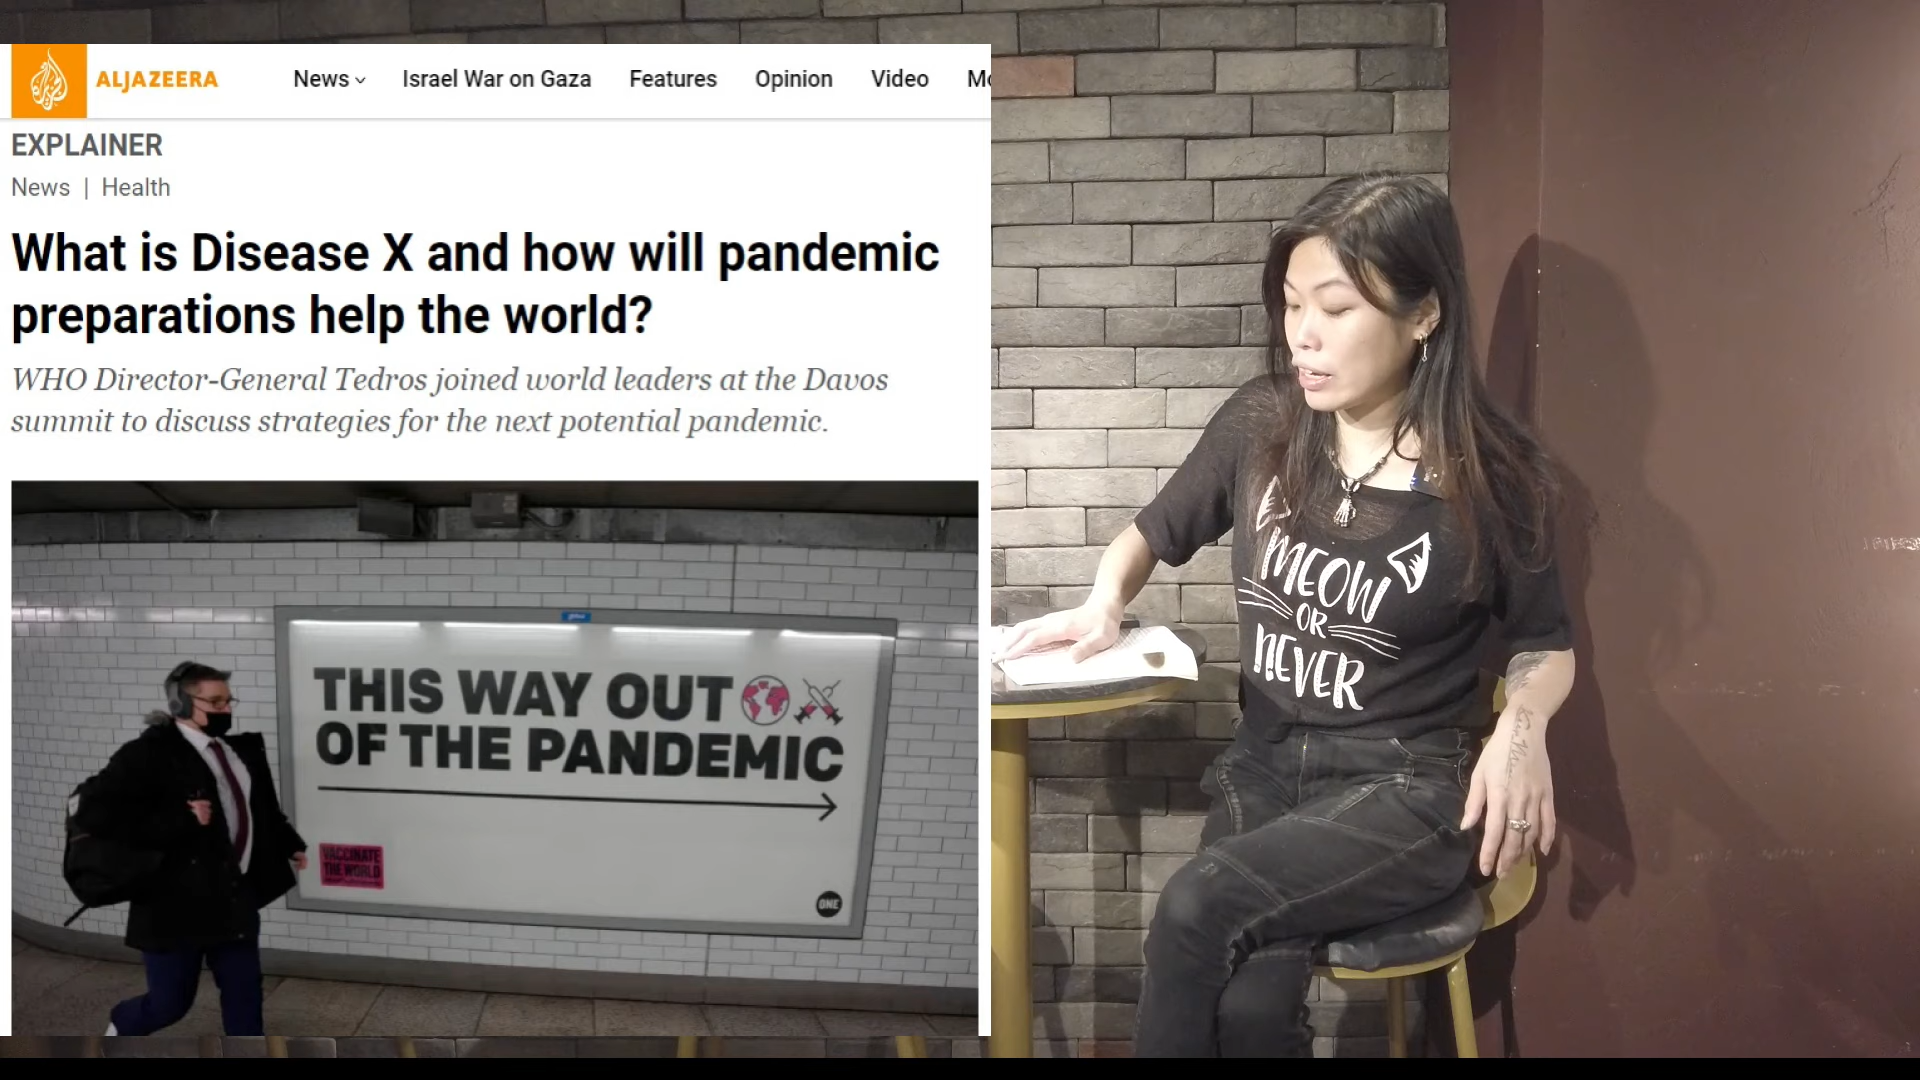 ALJAZEERA
News Israel War on Gaza Features Opinion Video
EXPLAINER
News | Health
What is Disease X and how will pandemic
preparations help the world?
WHO Director-General Tedros joined world leaders at the Davos
summit to discuss strategies for the next potential pandemic.
THIS WAY OUT
OF THE PANDEMIC
VACCINATE
THE WORLD
ONE
MEOW
OR
NEVER